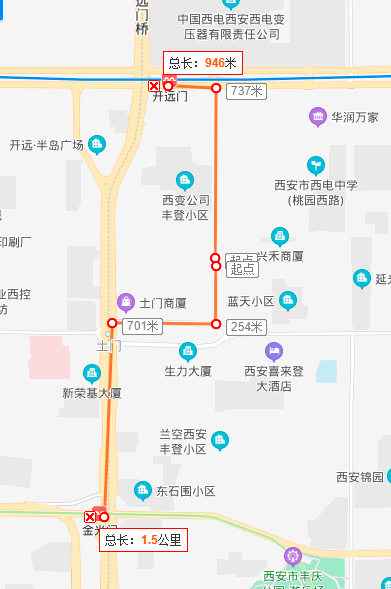 远门桥
中国西电西安西电变
压器有限责任公司
总长：946米
开远门
737米
华润万家
开远·半岛广场
西安市西电中学
(桃园西路)
西变公司
丰登小区
印刷厂
兴禾商厦
起点
起点
延
业西控
坊
土门商厦
蓝天小区
701米
254米
土门
生力大厦
西安喜来登
大酒店
新荣基大厦
兰空西安
丰登小区
西安锦园
东石围小区
金光门
总长：1.5公里
西安市丰庆
公园-游乐场